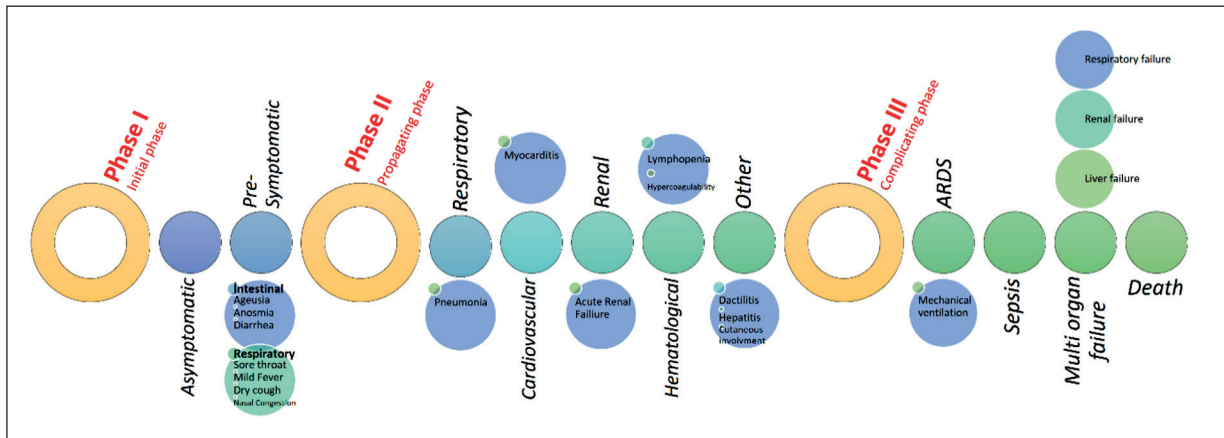 Phase I
Initial phase
Asymptomatic
Pre-
Symptomatic
Intestinal
Ageusia
Anosmia
Diarrhea
Respiratory
Sore throat
Mild Fever
Dry cough
Nasal Congestion
Phase II
Propagating phase
Respiratory
Pneumonia
Cardiovascular
Myocarditis
Renal
Acute Renal
Failiure
Hematological
Lymphopenia
Hypercoagulability
Other
Dactilitis
Hepatitis
Cutaneous
involvment
Phase III
Complicating phase
ARDS
Mechanical
ventilation
Sepsis
Multi organ
failure
Respiratory failure
Renal failure
Liver failure
Death